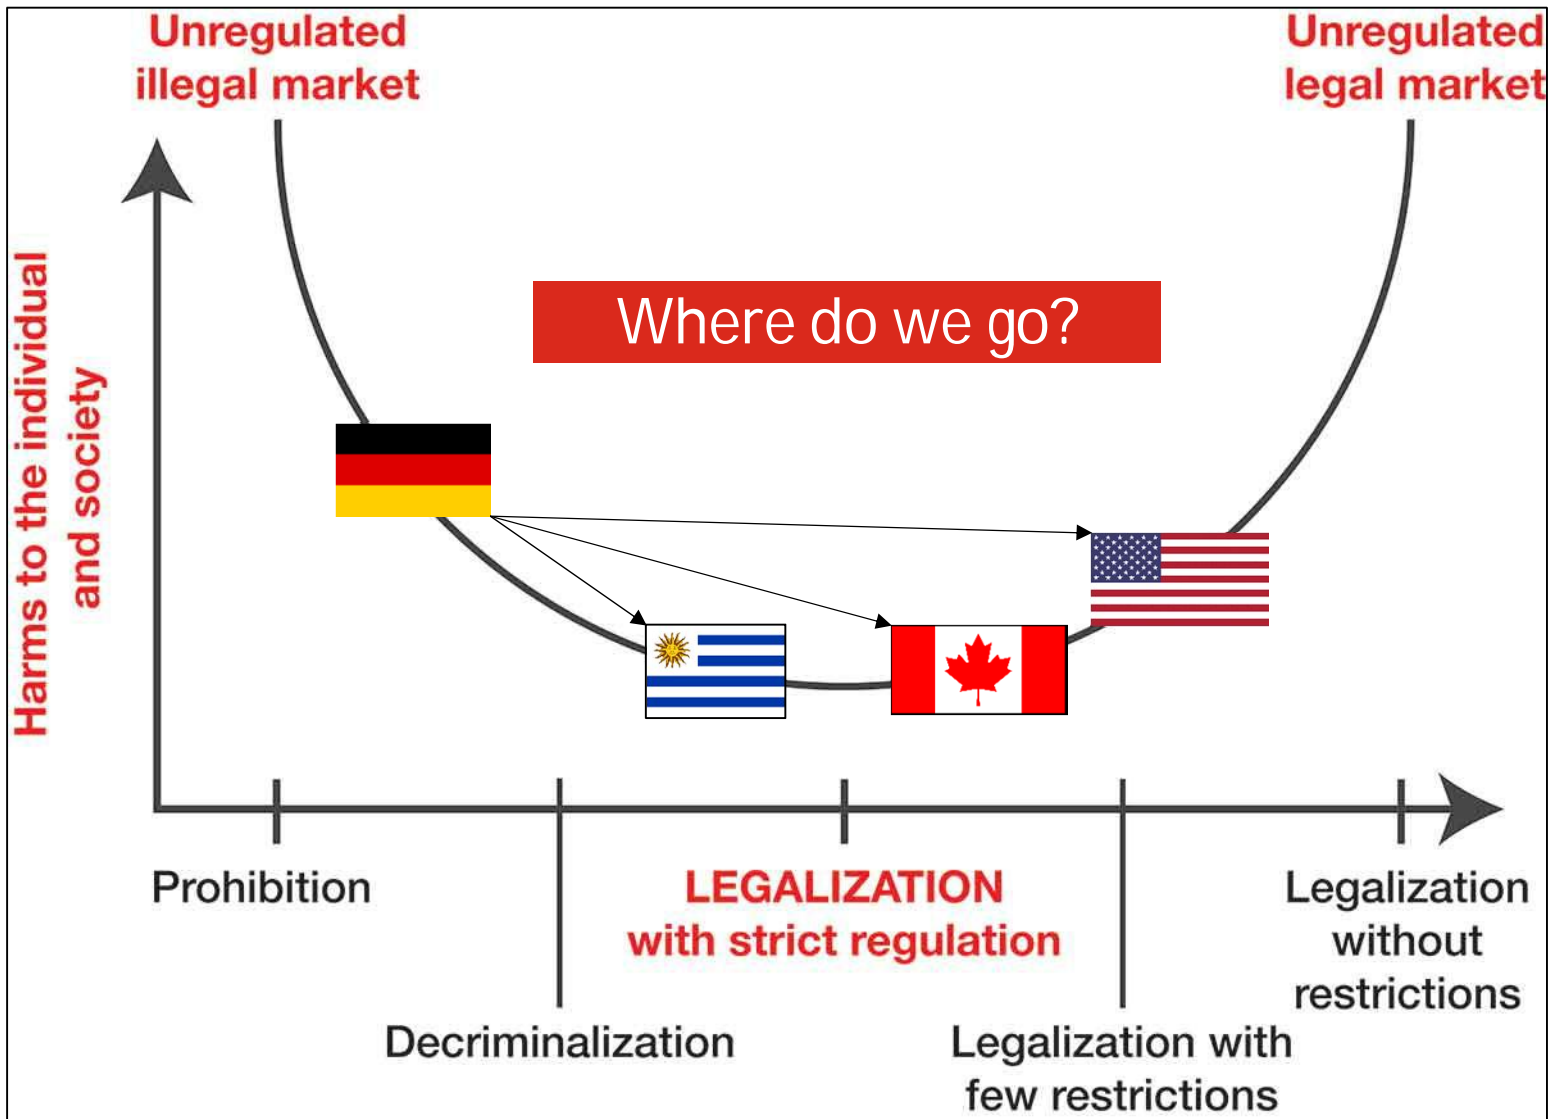 Unregulated
illegal market
Unregulated
legal market
Where do we go?
Harms to the individual
and society
Prohibition
LEGALIZATION
with strict regulation
Legalization
without
restrictions
Decriminalization
Legalization with
few restrictions